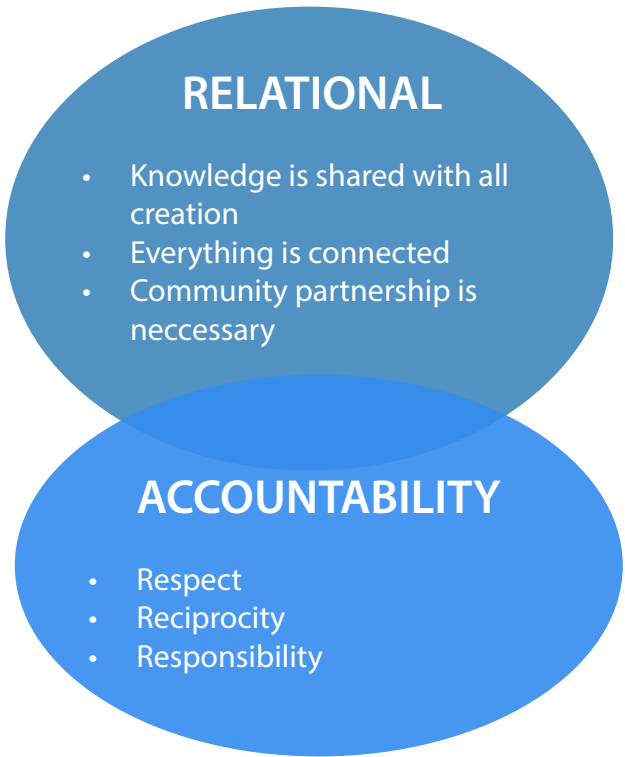 RELATIONAL
• Knowledge is shared with all
creation
• Everything is connected
• Community partnership is
neccessary
ACCOUNTABILITY
• Respect
• Reciprocity
• Responsibility